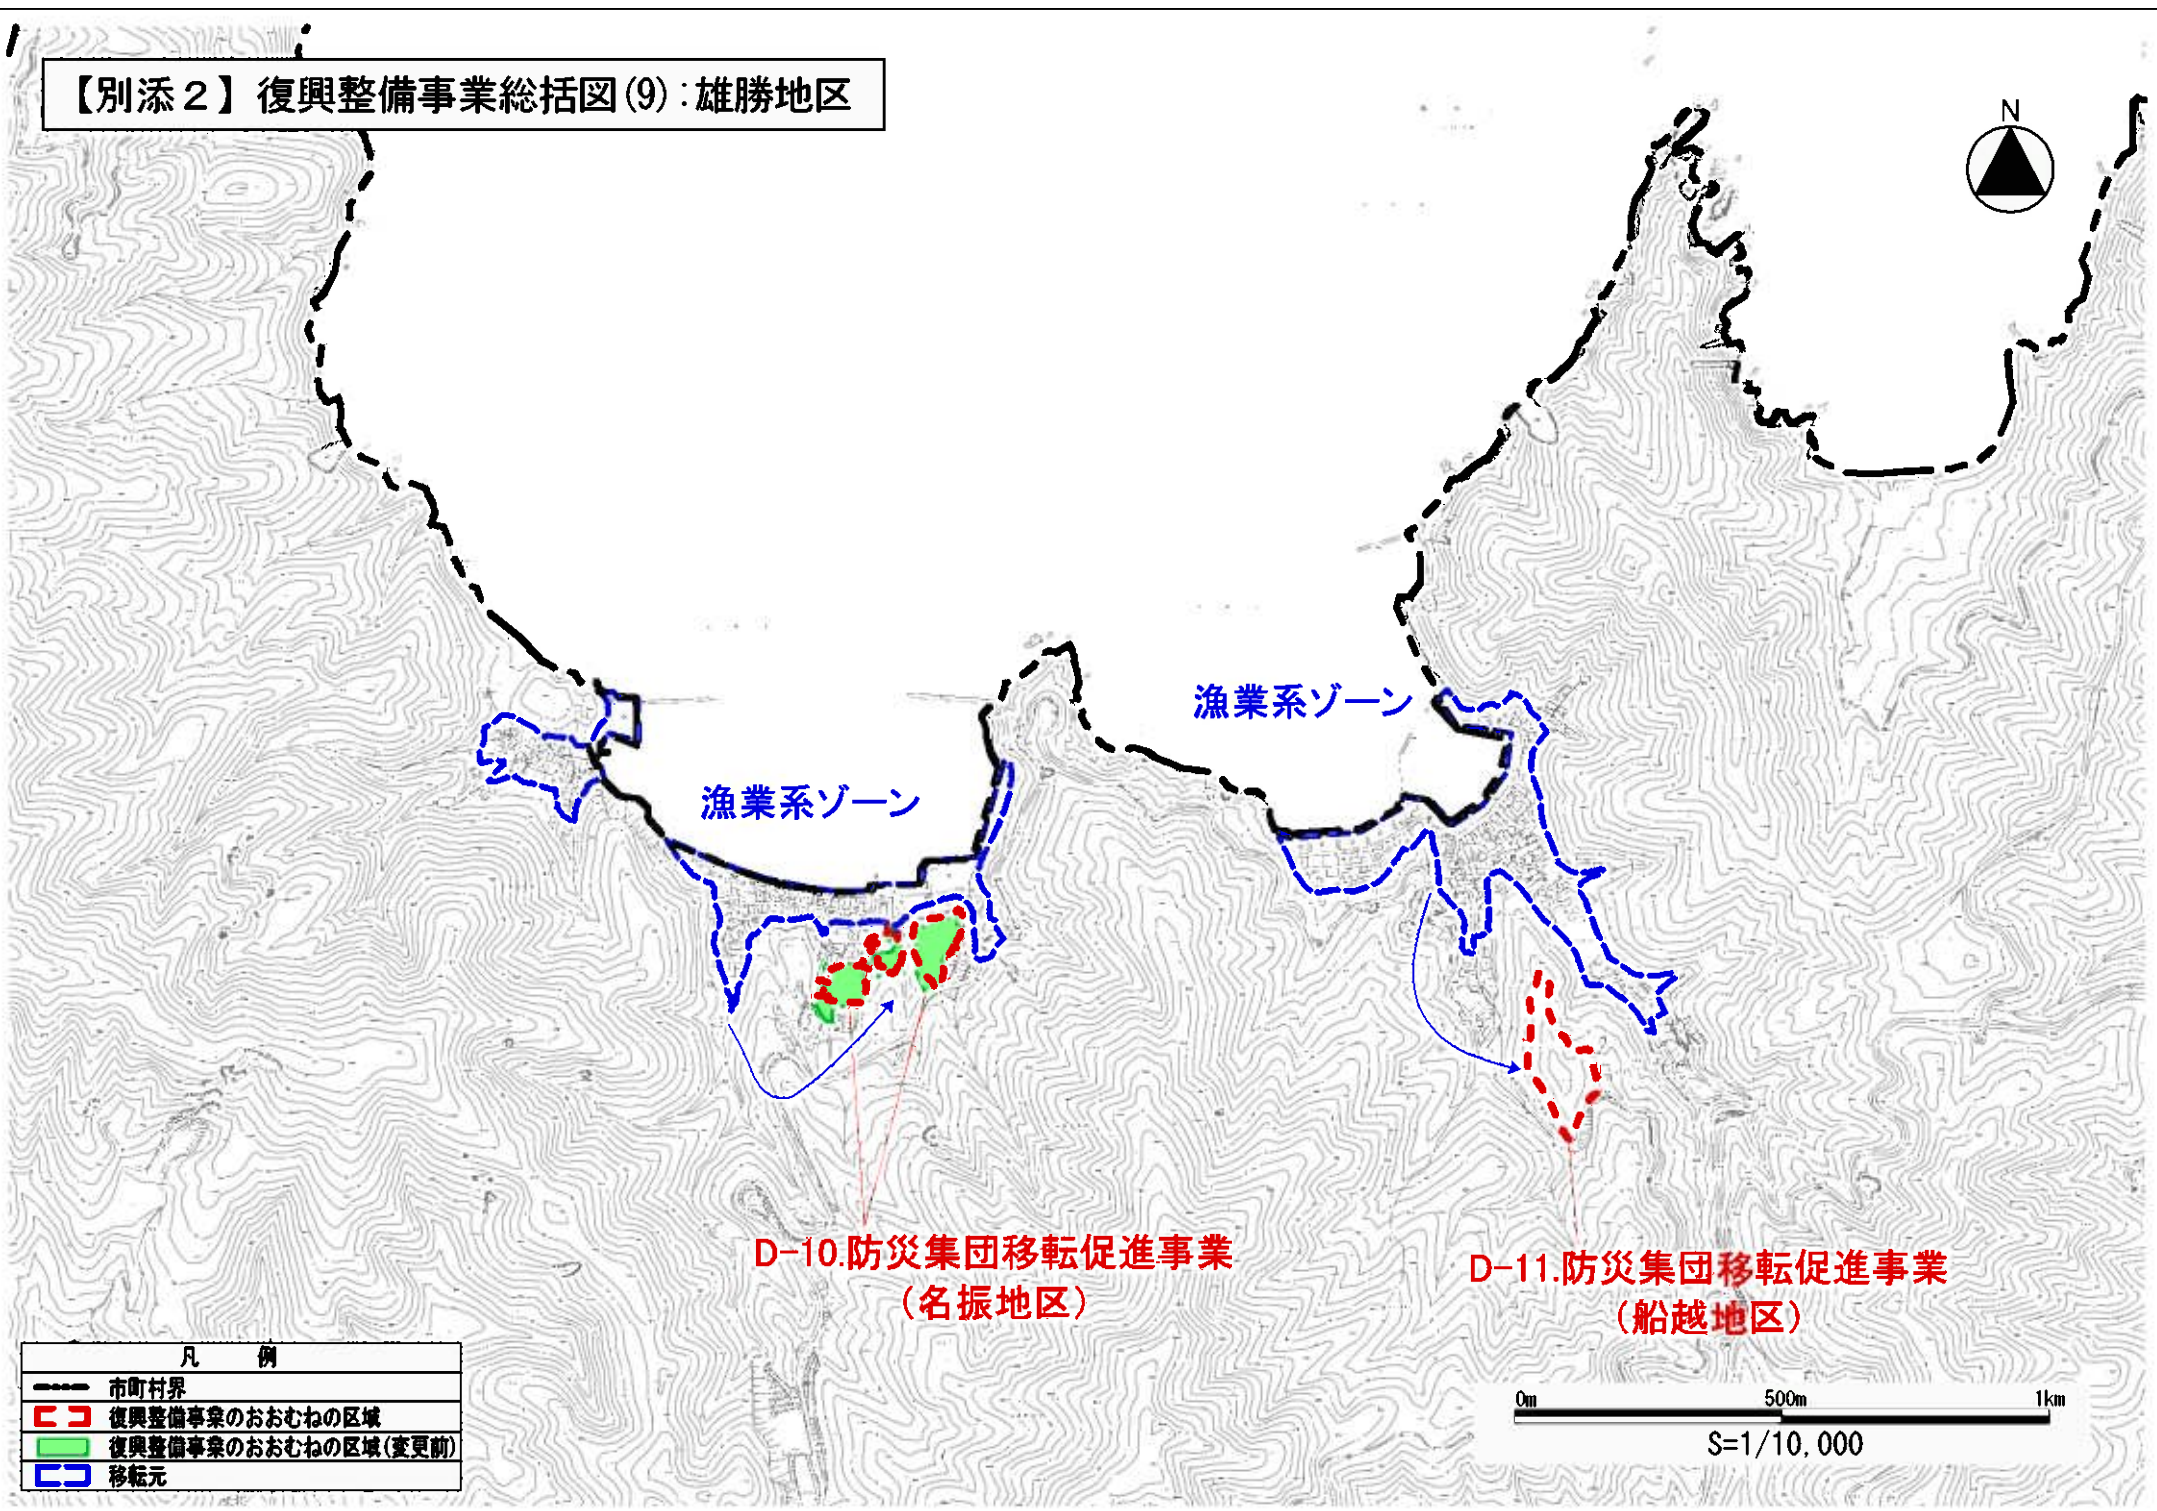 【別添２】復興整備事業総括図(9):雄勝地区
N
漁業系ゾーン
漁業系ゾーン
D-10.防災集団移転促進事業
(名振地区)
D-11.防災集団移転促進事業
(船越地区)
凡 例
市町村界
復興整備事業のおおむねの区域
復興整備事業のおおむねの区域(変更前)
移転元
0m 500m 1km
S=1/10,000